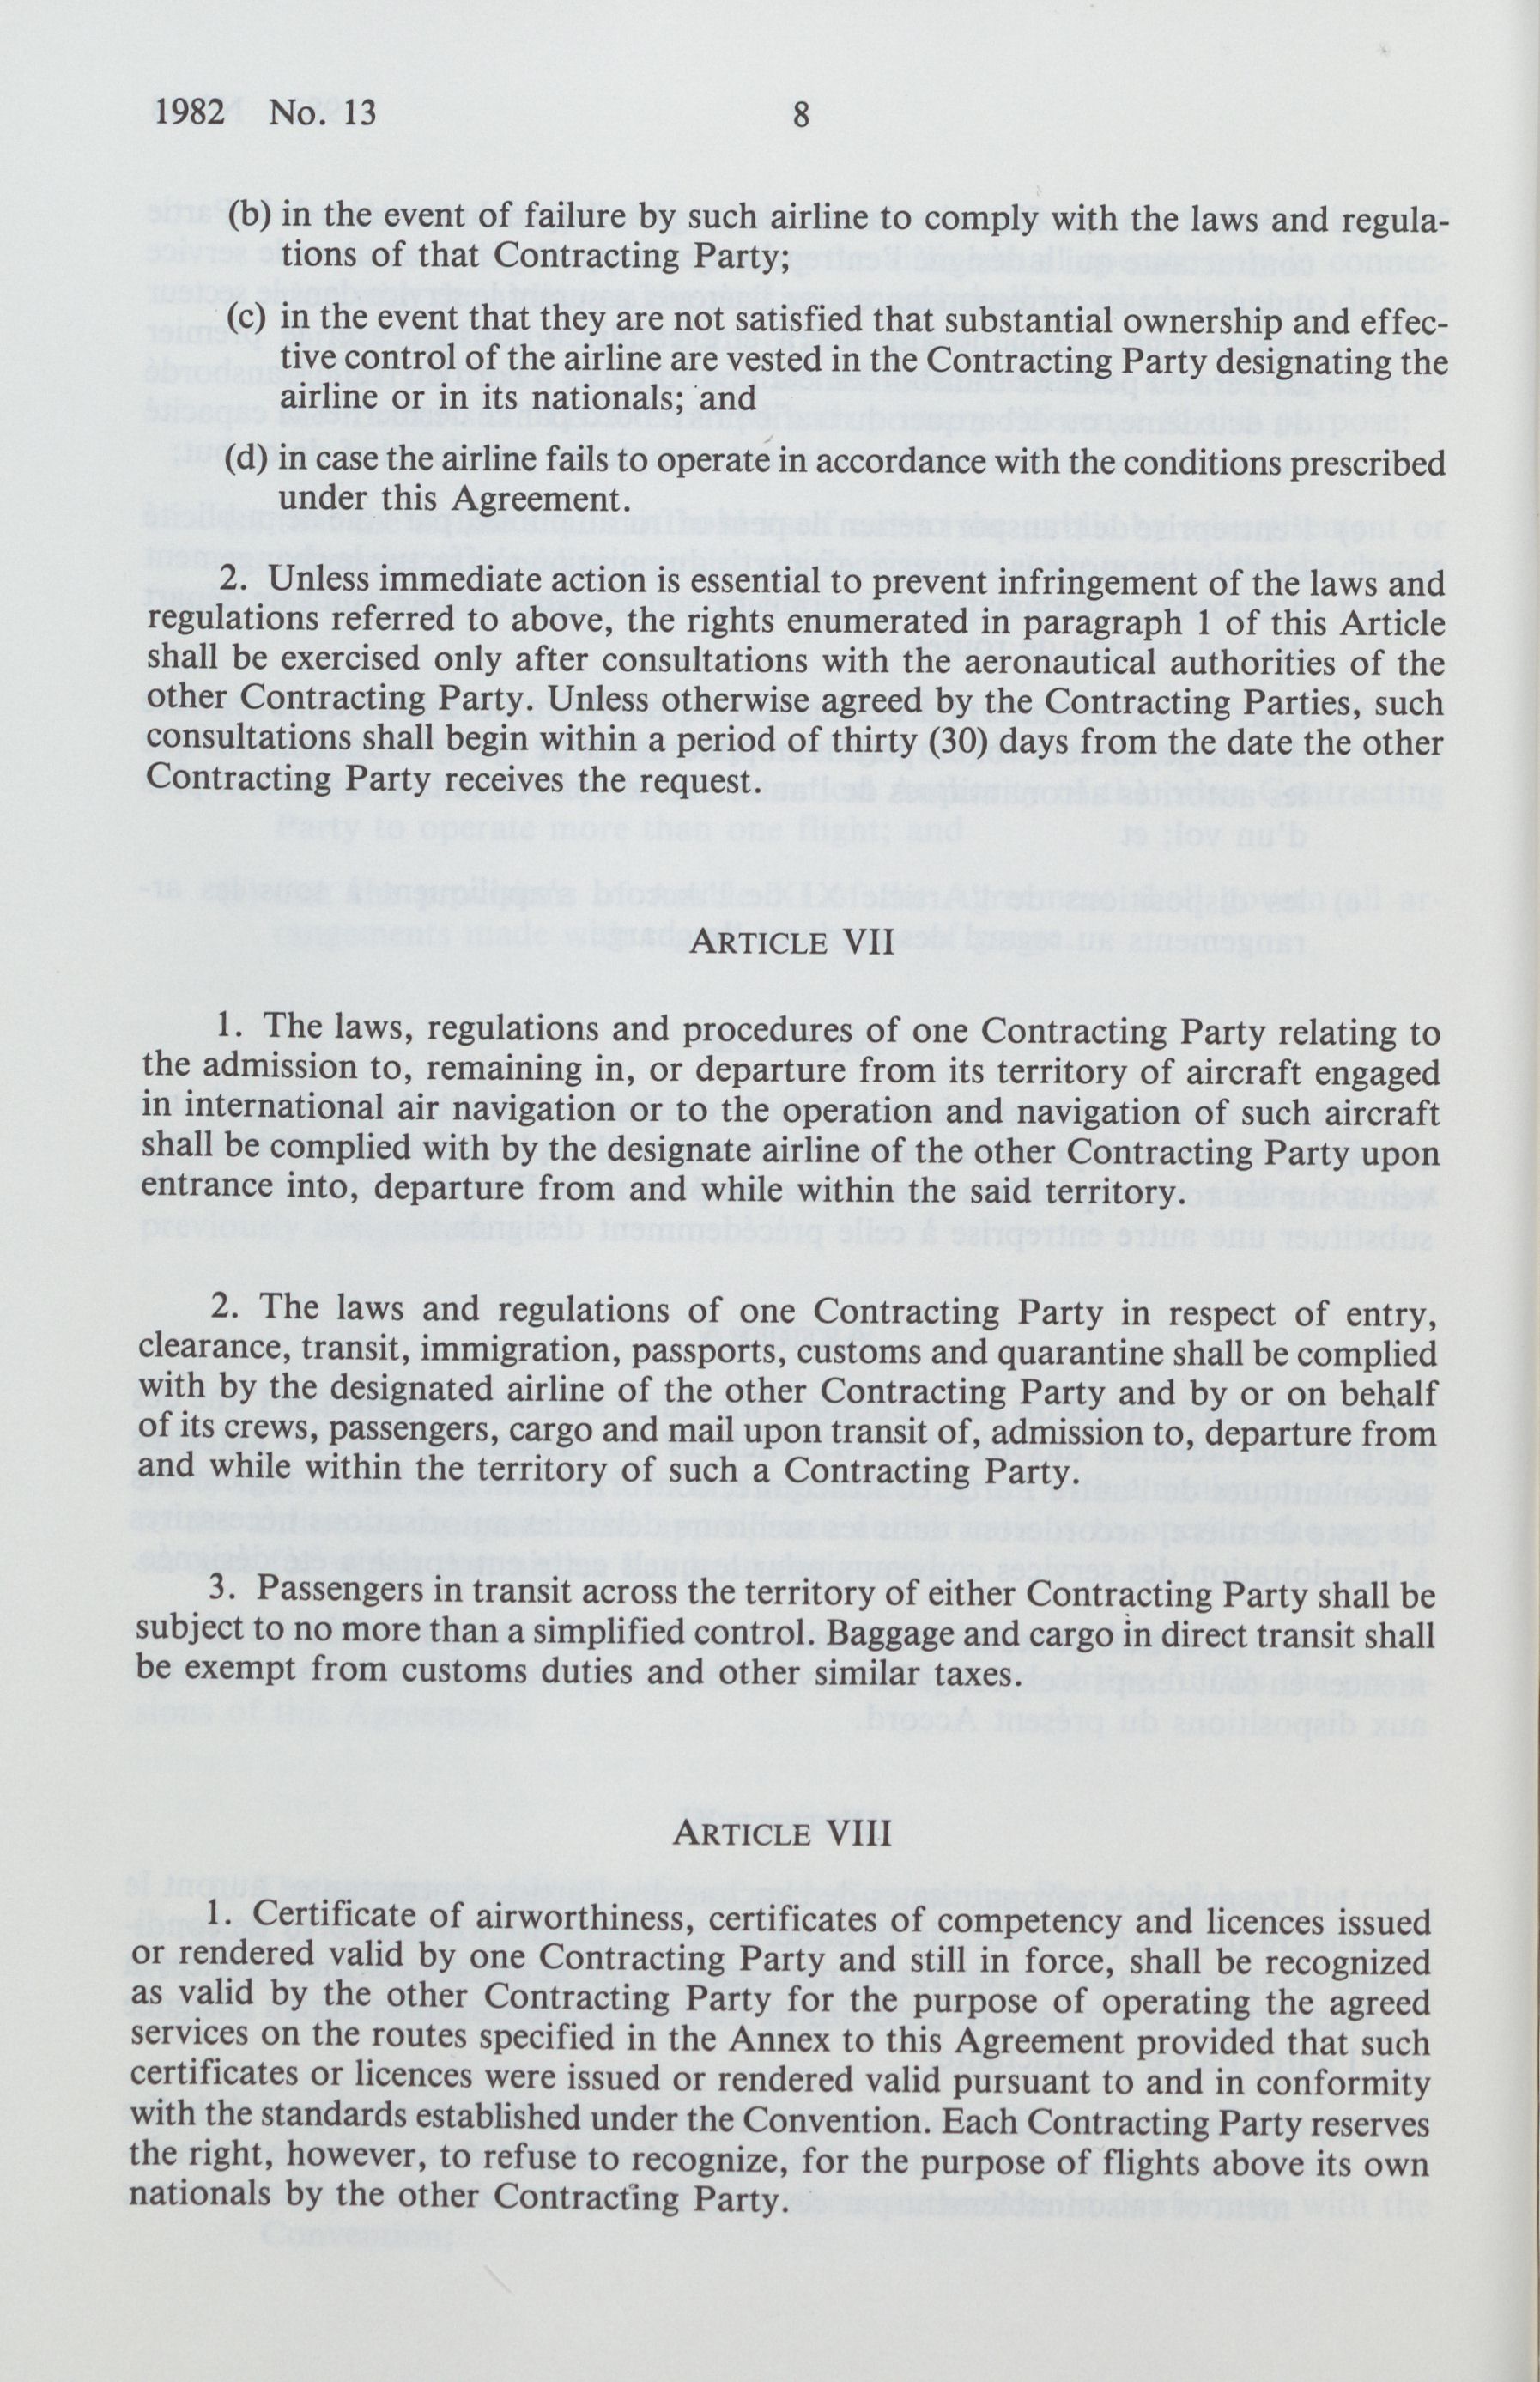 1982 No. 13
8
(b) in the event of failure by such airline to comply with the laws and regula-
tions of that Contracting Party;
(c) in the event that they are not satisfied that substantial ownership and effec-
tive control of the airline are vested in the Contracting Party designating the
airline or in its nationals; and
(d) in case the airline fails to operate in accordance with the conditions prescribed
under this Agreement.
2. Unless immediate action is essential to prevent infringement of the laws and
regulations referred to above, the rights enumerated in paragraph 1 of this Article
shall be exercised only after consultations with the aeronautical authorities of the
other Contracting Party. Unless otherwise agreed by the Contracting Parties, such
consultations shall begin within a period of thirty (30) days from the date the other
Contracting Party receives the request.
ARTICLE VII
1. The laws, regulations and procedures of one Contracting Party relating to
the admission to, remaining in, or departure from its territory of aircraft engaged
in international air navigation or to the operation and navigation of such aircraft
shall be complied with by the designate airline of the other Contracting Party upon
entrance into, departure from and while within the said territory.
2. The laws and regulations of one Contracting Party in respect of entry,
clearance, transit, immigration, passports, customs and quarantine shall be complied
with by the designated airline of the other Contracting Party and by or on behalf
of its crews, passengers, cargo and mail upon transit of, admission to, departure from
and while within the territory of such a Contracting Party.
3. Passengers in transit across the territory of either Contracting Party shall be
subject to no more than a simplified control. Baggage and cargo in direct transit shall
be exempt from customs duties and other similar taxes.
ARTICLE VIII
1. Certificate of airworthiness, certificates of competency and licences issued
or rendered valid by one Contracting Party and still in force, shall be recognized
as valid by the other Contracting Party for the purpose of operating the agreed
services on the routes specified in the Annex to this Agreement provided that such
certificates or licences were issued or rendered valid pursuant to and in conformity
with the standards established under the Convention. Each Contracting Party reserves
the right, however, to refuse to recognize, for the purpose of flights above its own
nationals by the other Contracting Party.